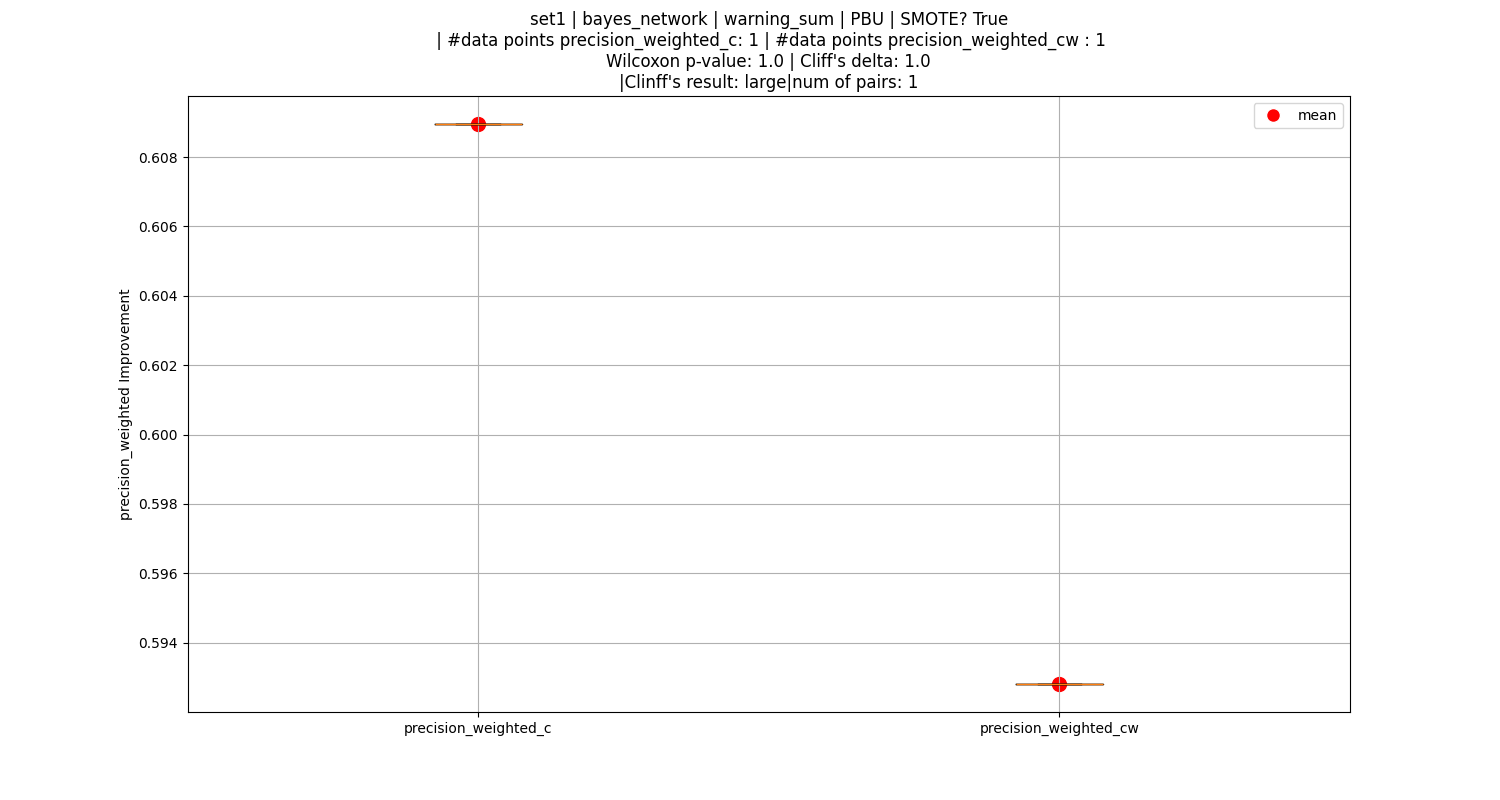 set1 | bayes_network | warning_sum | PBU | SMOTE? True
| #data points precision_weighted_c: 1 | #data points precision_weighted_cw : 1
Wilcoxon p-value: 1.0 | Cliff's delta: 1.0
|Clinff's result: large|num of pairs: 1
mean
precision_weighted Improvement
0.608
0.606
0.604
0.602
0.600
0.598
0.596
0.594
precision_weighted_c
precision_weighted_cw